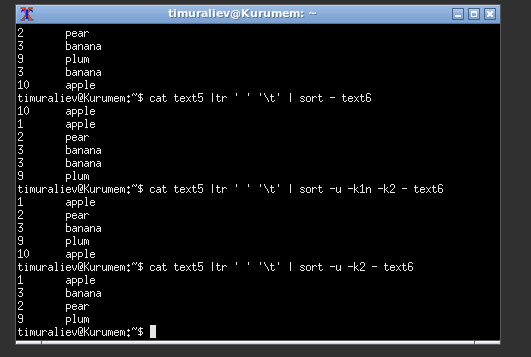 timuraliev@Kurumem: ~
2 pear
3 banana
9 plum
3 banana
10 apple
timuraliev@Kurumem:~$ cat text5 |tr ' ' '\t' | sort - text6
10 apple
1 apple
2 pear
3 banana
3 banana
9 plum
timuraliev@Kurumem:~$ cat text5 |tr ' ' '\t' | sort -u -k1n -k2 - text6
1 apple
2 pear
3 banana
9 plum
10 apple
timuraliev@Kurumem:~$ cat text5 |tr ' ' '\t' | sort -u -k2 - text6
1 apple
3 banana
2 pear
9 plum
timuraliev@Kurumem:~$